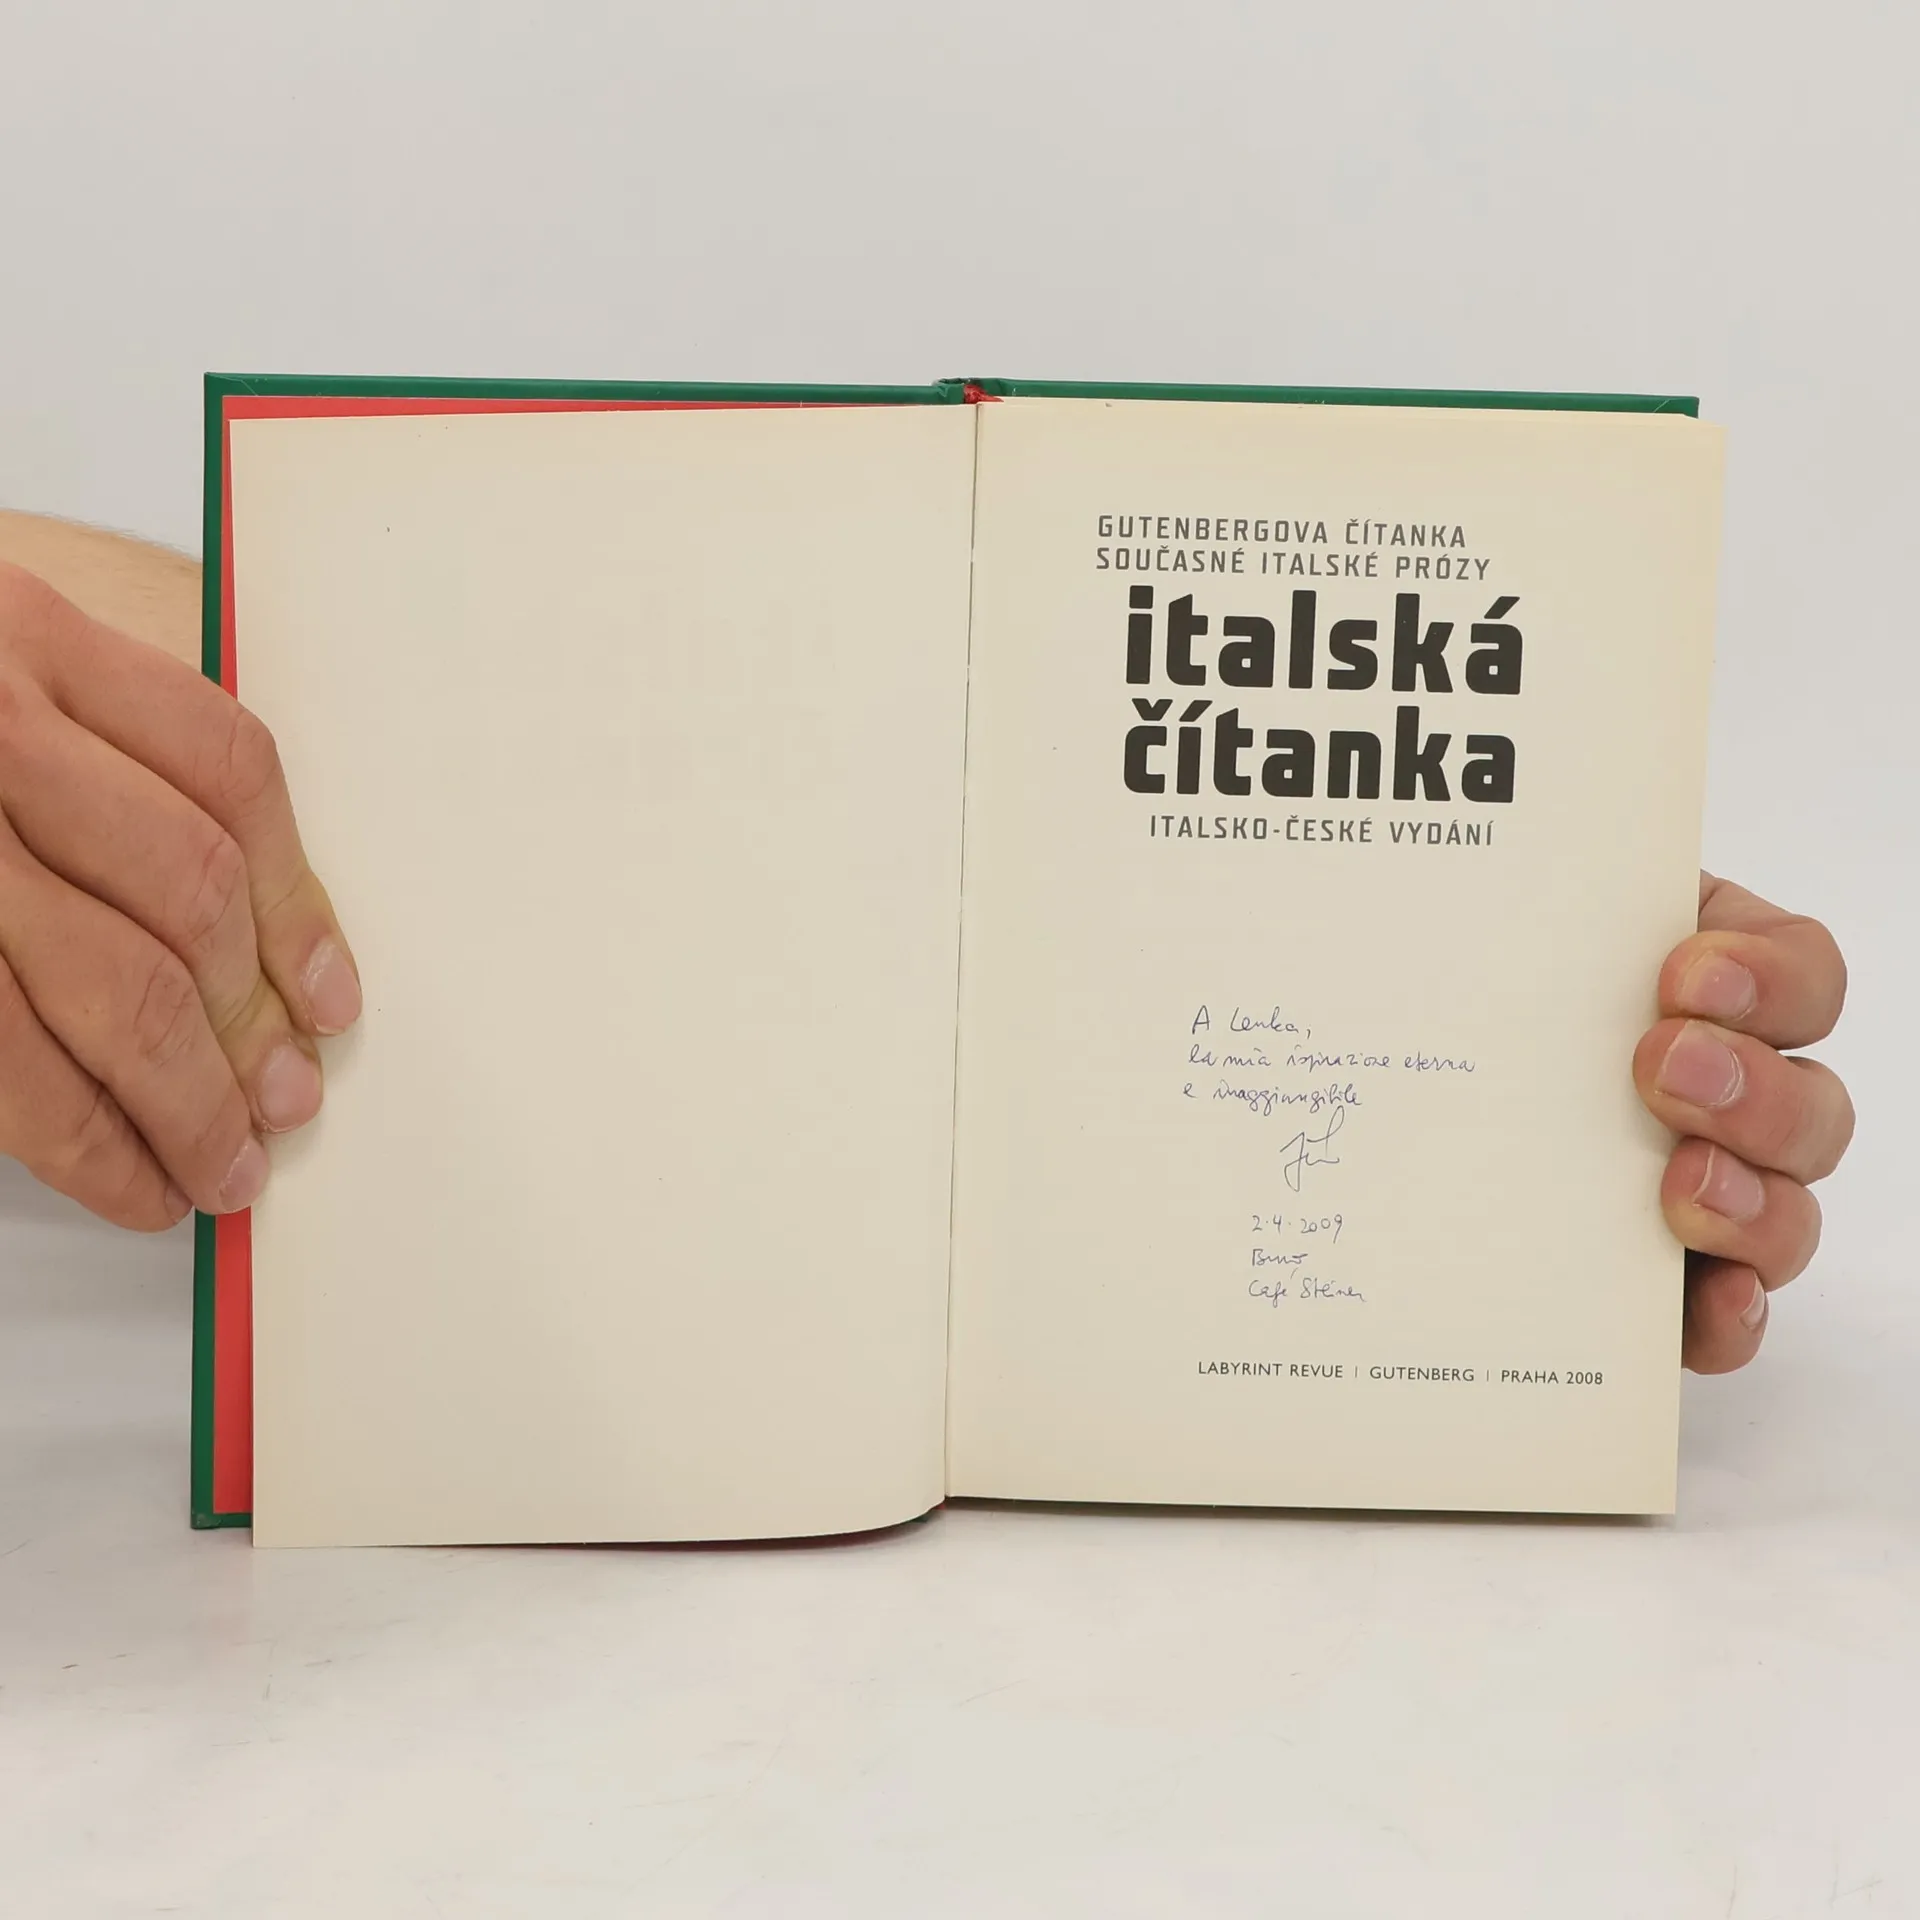 GUTENBERGOVA ČÍTANKA
SOUČASNÉ ITALSKÉ PRÓZY
italská
čítanka
ITALSKO-ČESKÉ VYDÁNÍ
A Lenka,
la mia ispirazione eterna
e inaggiungibile
2.4.2009
Brno
Café Steiner
LABYRINT REVUE | GUTENBERG | PRAHA 2008